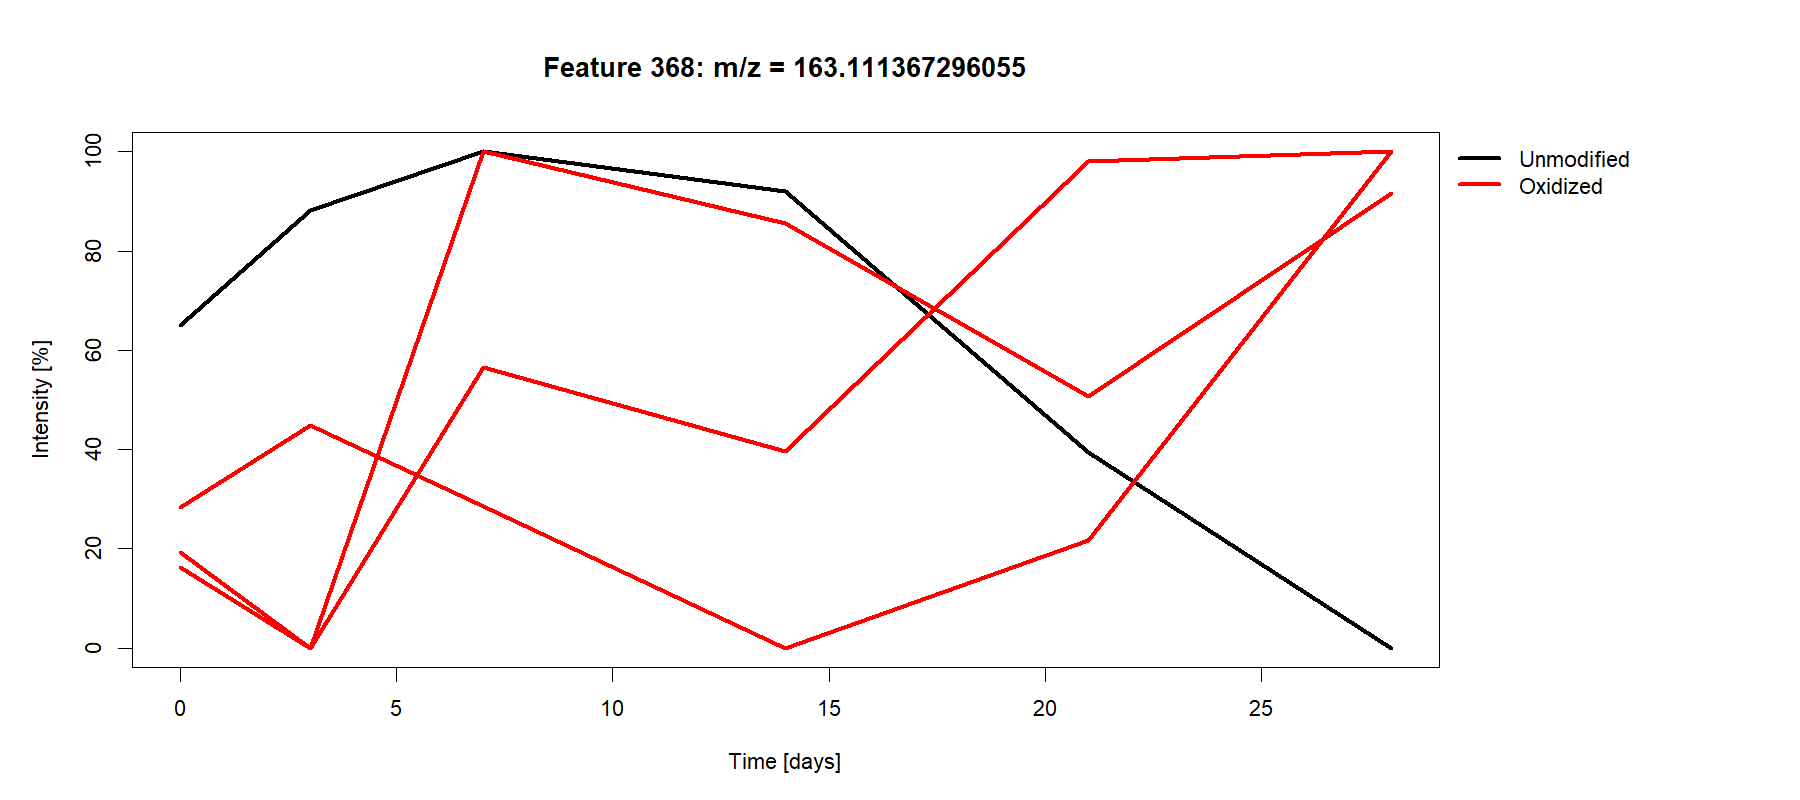 Feature 368: m/z = 163.111367296055
Unmodified
Oxidized
Intensity [%]
100
80
60
40
20
0
0 5 10 15 20 25
Time [days]